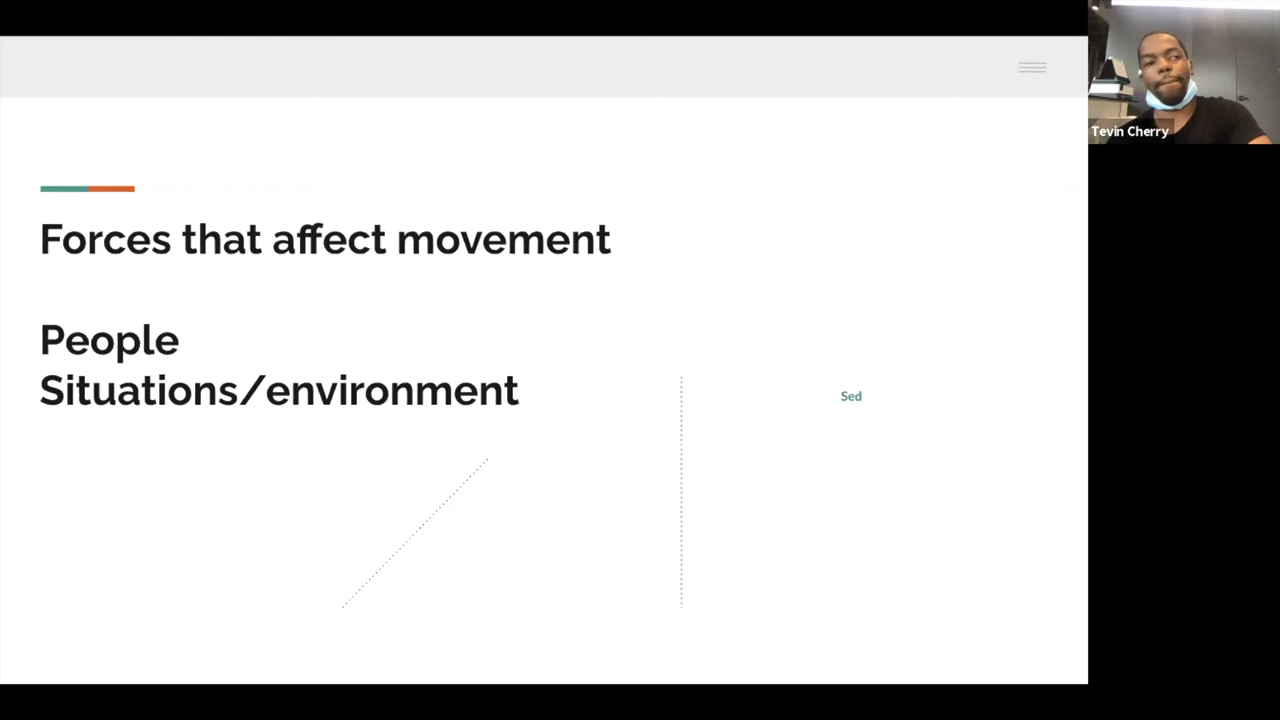 Forces that affect movement
People
Situations/environment
Sed
Tevin Cherry